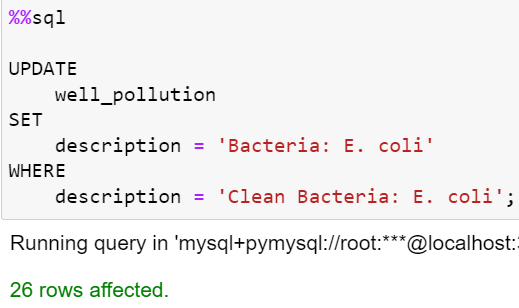 %%sql
UPDATE
well_pollution
SET
description = 'Bacteria: E. coli'
WHERE
description = 'Clean Bacteria: E. coli';
Running query in 'mysql+pymysql://root:***@localhost:
26 rows affected.